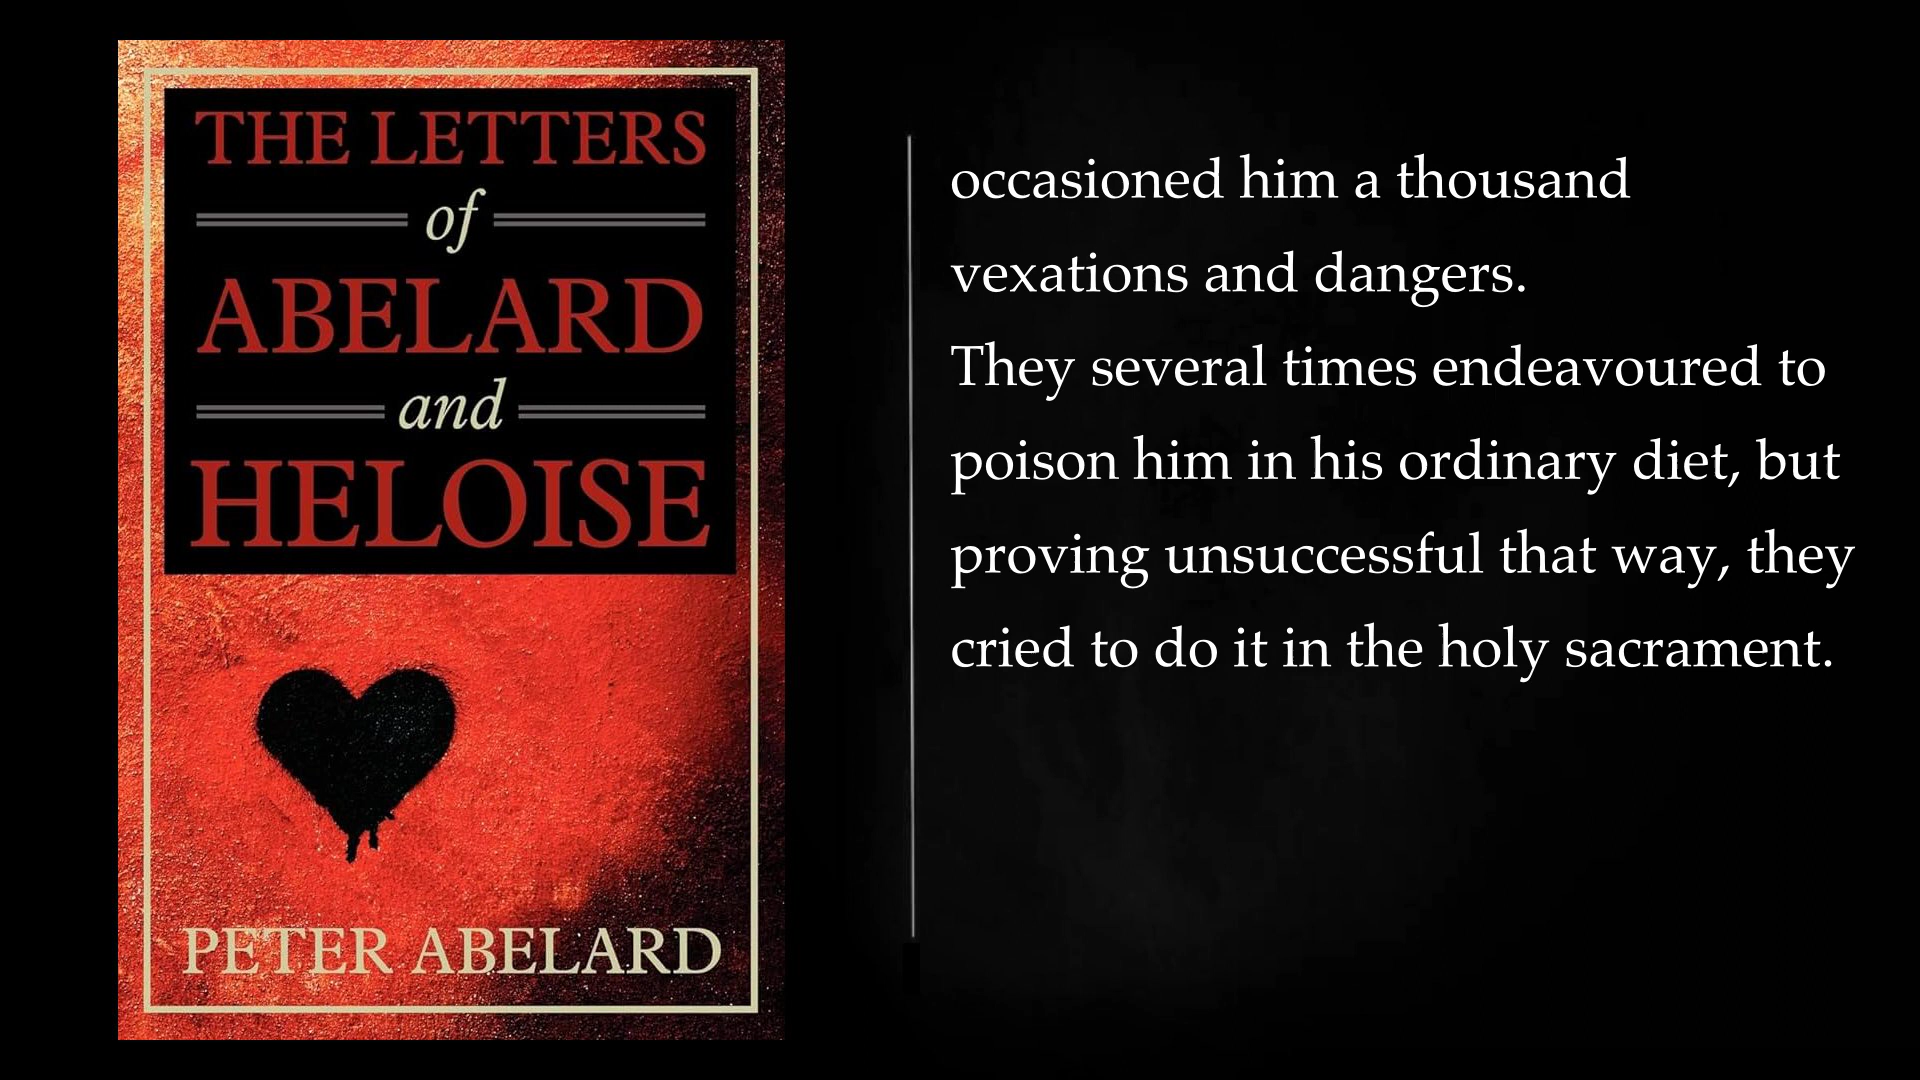 THE LETTERS
of
ABELARD
and
HELOISE
PETER ABELARD
occasioned him a thousand
vexations and dangers.
They several times endeavoured to
poison him in his ordinary diet, but
proving unsuccessful that way, they
cried to do it in the holy sacrament.